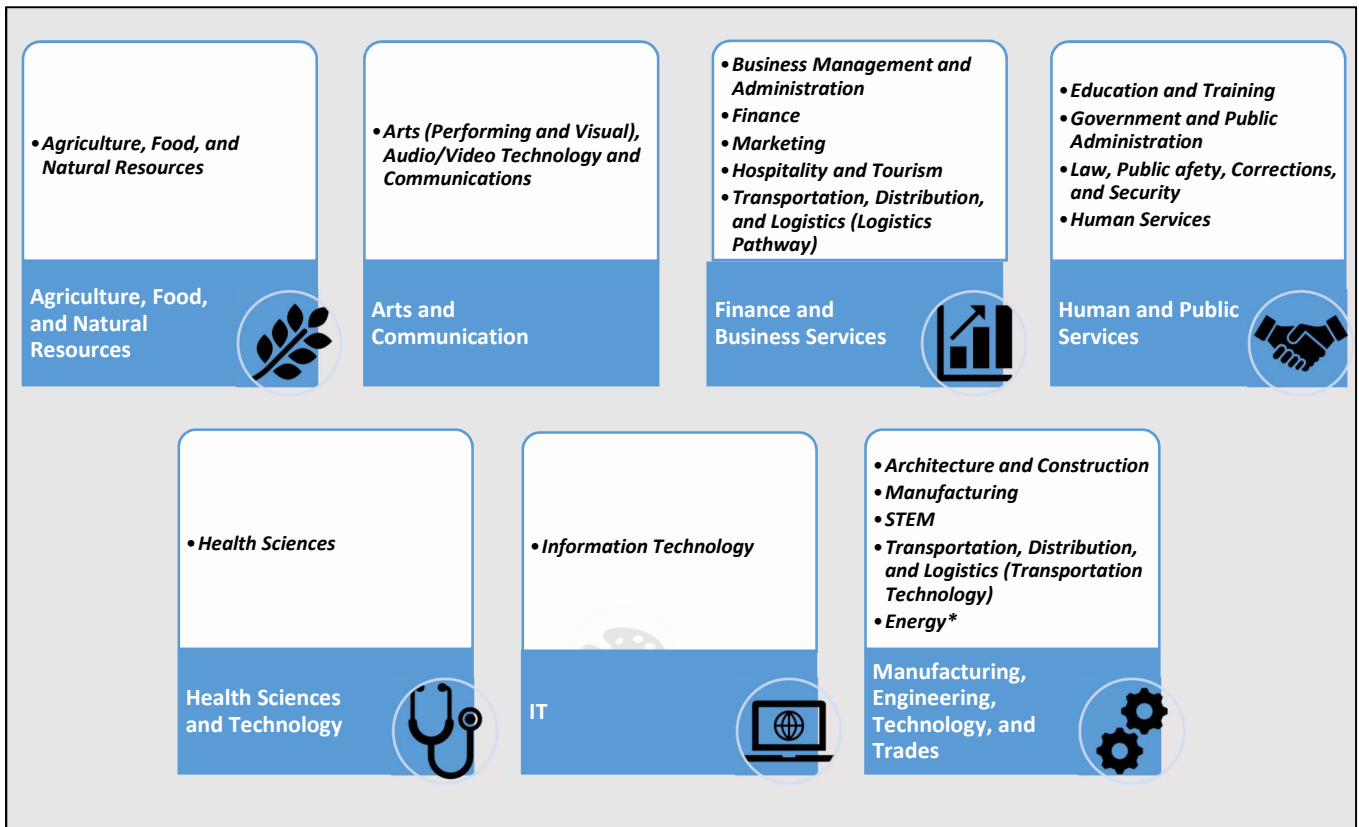 •Agriculture, Food, and
Natural Resources
Agriculture, Food,
and Natural
Resources
•Arts (Performing and Visual),
Audio/Video Technology and
Communications
Arts and
Communication
•Business Management and
Administration
•Finance
•Marketing
•Hospitality and Tourism
•Transportation, Distribution,
and Logistics (Logistics
Pathway)
Finance and
Business Services
•Education and Training
•Government and Public
Administration
•Law, Public afety, Corrections,
and Security
•Human Services
Human and Public
Services
•Health Sciences
Health Sciences
and Technology
•Information Technology
IT
•Architecture and Construction
•Manufacturing
•STEM
•Transportation, Distribution,
and Logistics (Transportation
Technology)
•Energy*
Manufacturing,
Engineering,
Technology, and
Trades